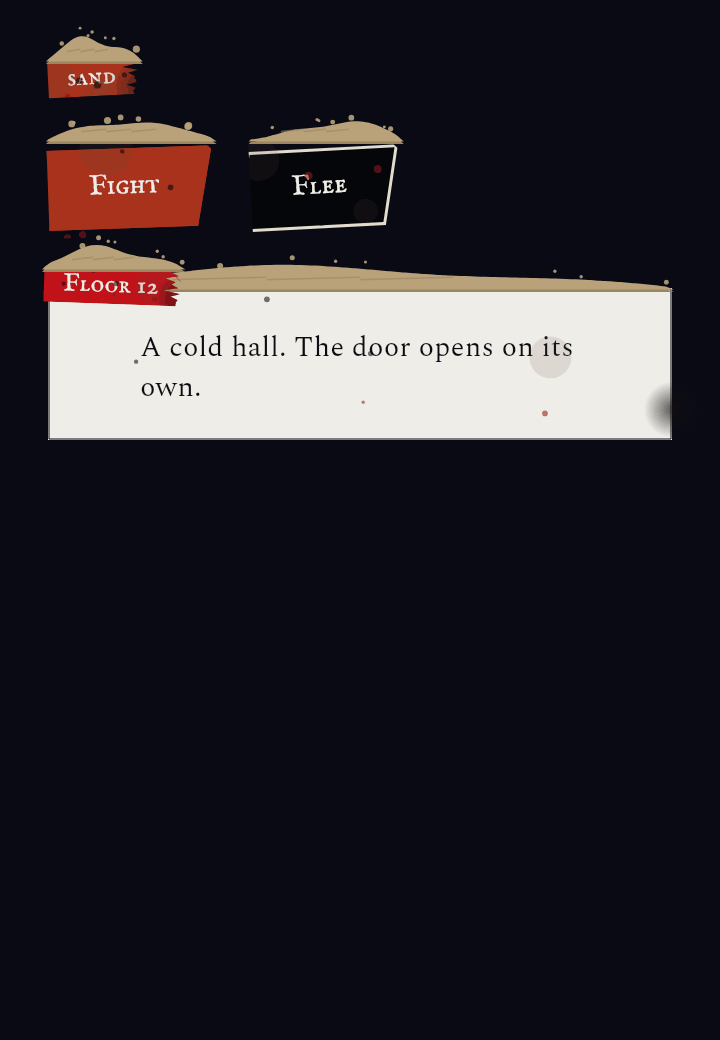 SAND
FIGHT
FLEE
FLOOR 12
A cold hall. The door opens on its
own.